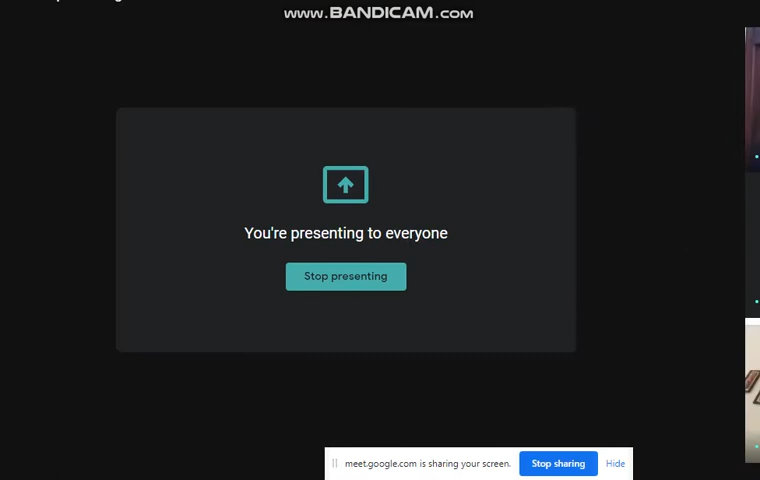 www.BANDICAM.com
You're presenting to everyone
Stop presenting
meet.google.com is sharing your screen.
Stop sharing
Hide